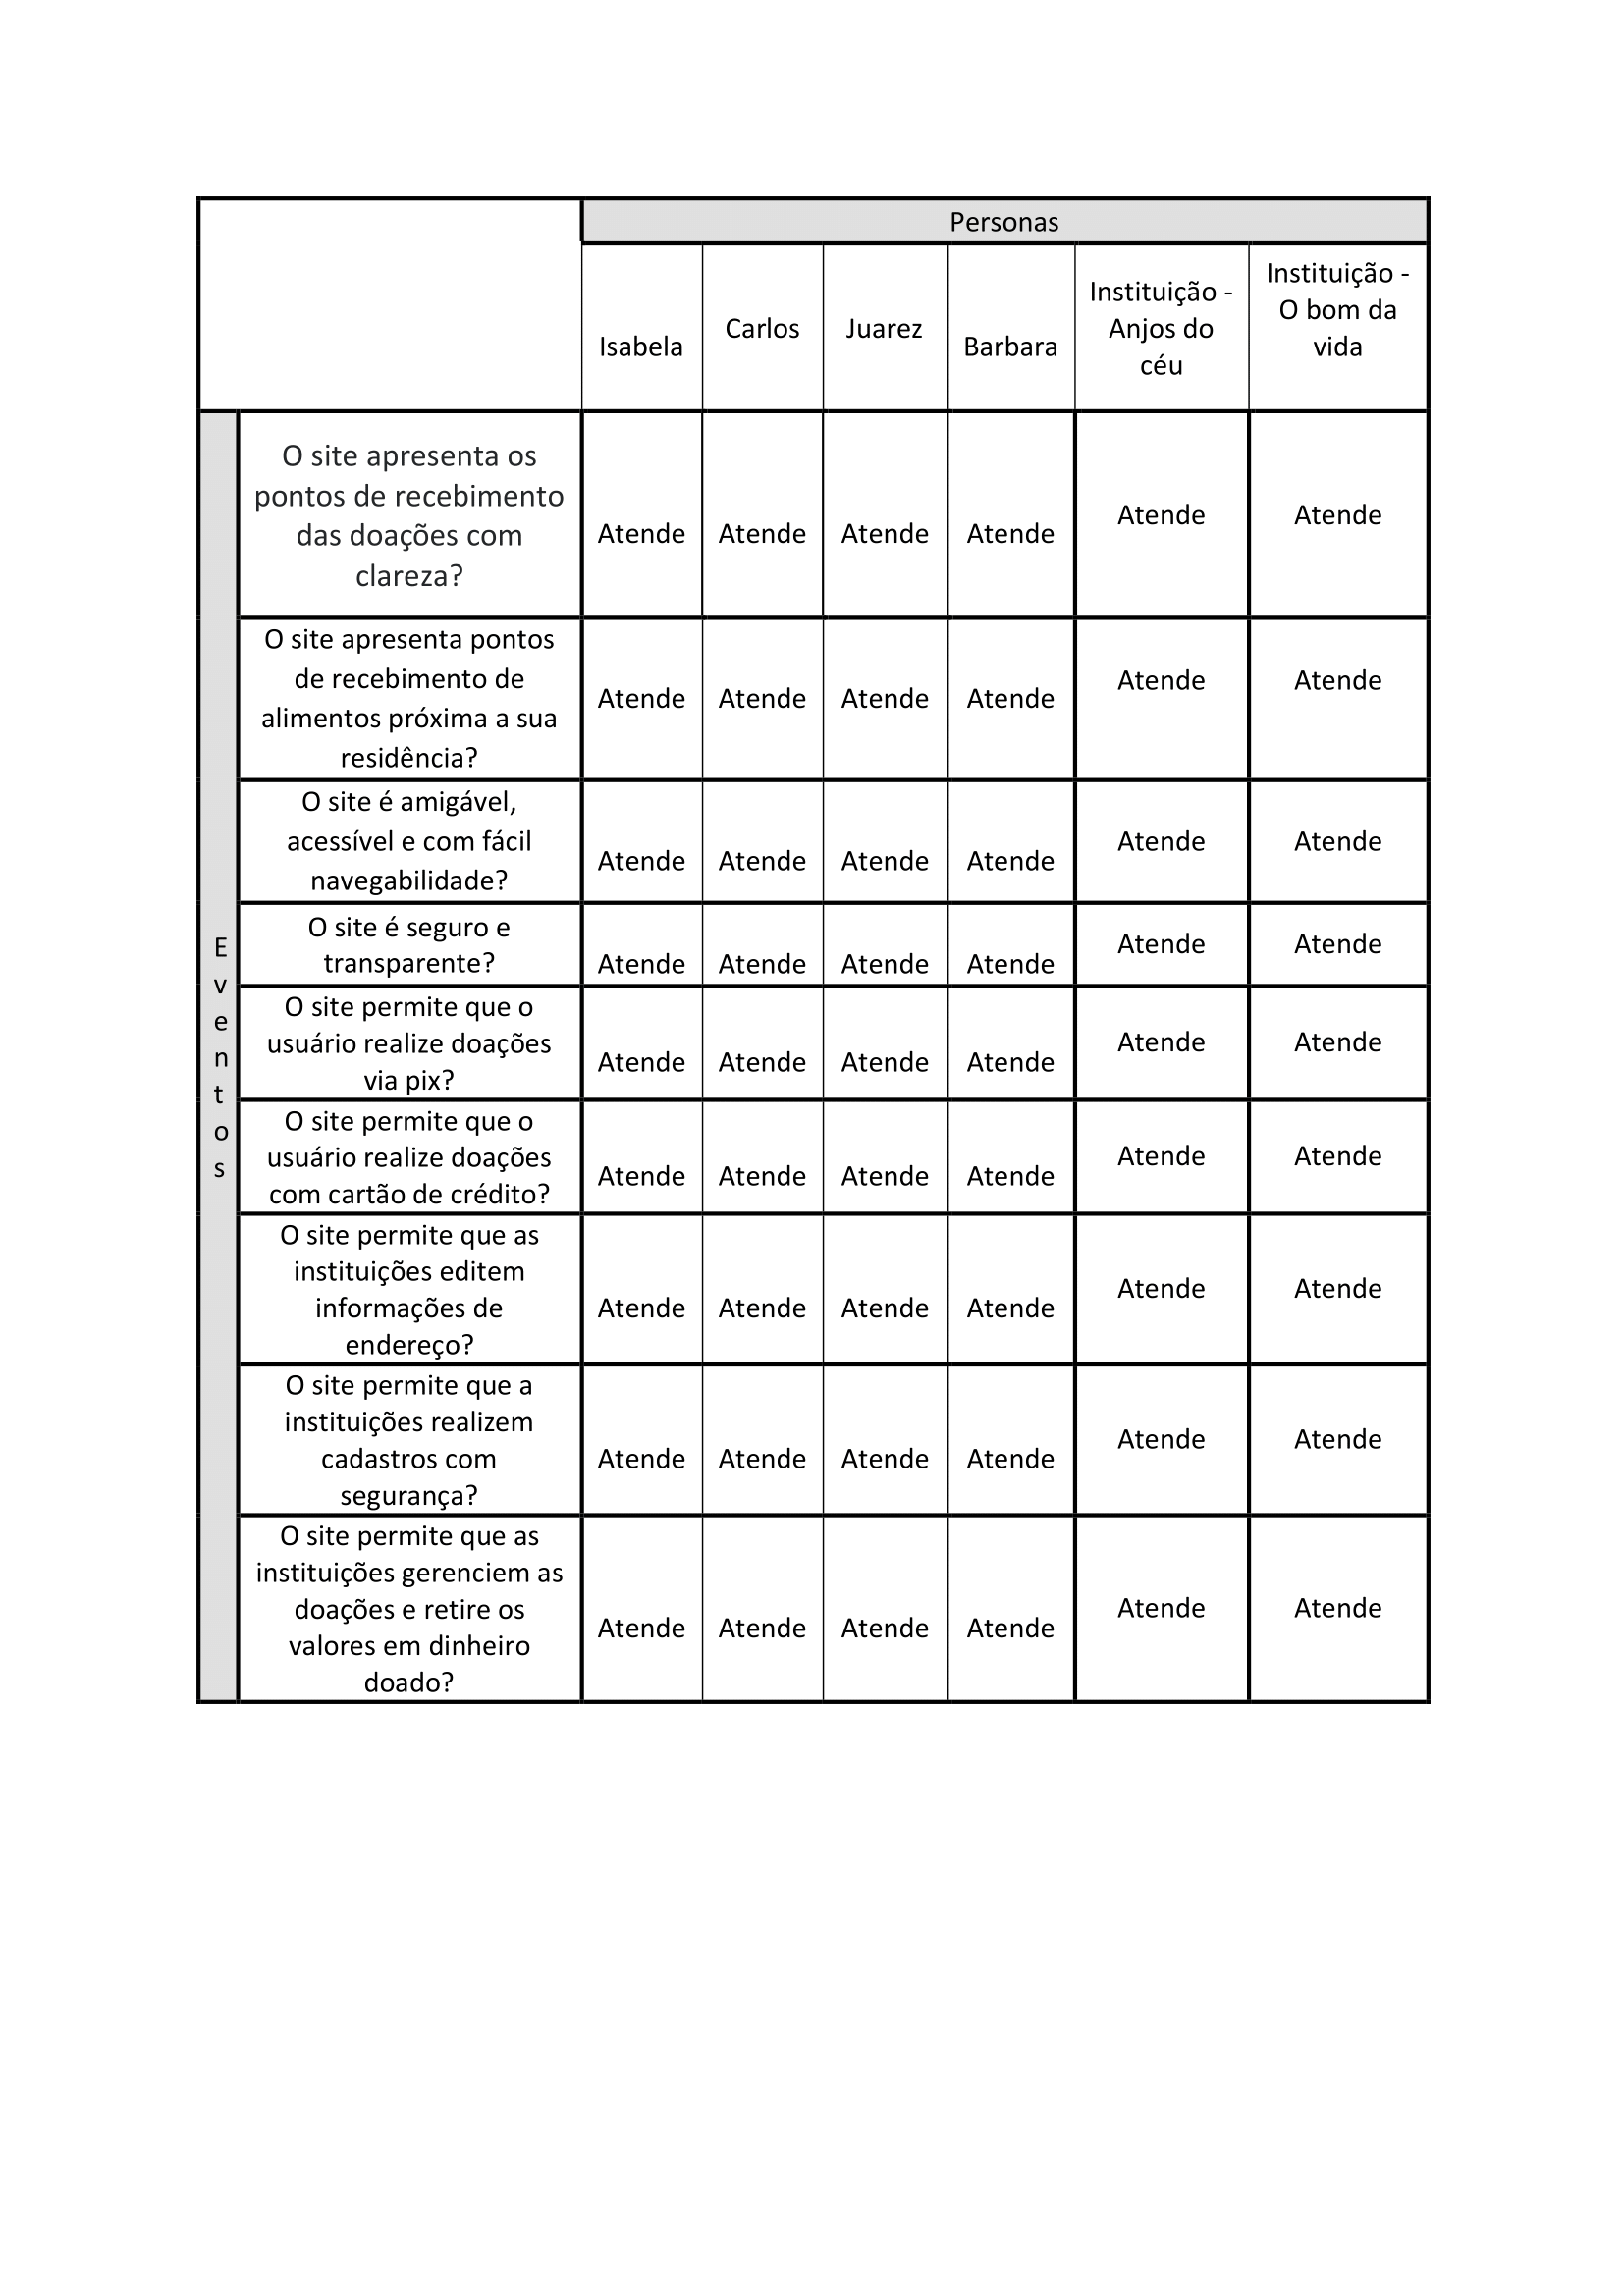 Personas
Isabela
Carlos
Juarez
Barbara
Instituição -
Anjos do
céu
Instituição -
O bom da
vida
E
v
e
n
t
o
s
O site apresenta os
pontos de recebimento
das doações com
clareza?
Atende Atende Atende Atende Atende Atende
O site apresenta pontos
de recebimento de
alimentos próxima a sua
residência?
Atende Atende Atende Atende Atende Atende
O site é amigável,
acessível e com fácil
navegabilidade?
Atende Atende Atende Atende Atende Atende
O site é seguro e
transparente?
Atende Atende Atende Atende Atende Atende
O site permite que o
usuário realize doações
via pix?
Atende Atende Atende Atende Atende Atende
O site permite que o
usuário realize doações
com cartão de crédito?
Atende Atende Atende Atende Atende Atende
O site permite que as
instituições editem
informações de
endereço?
Atende Atende Atende Atende Atende Atende
O site permite que a
instituições realizem
cadastros com
segurança?
Atende Atende Atende Atende Atende Atende
O site permite que as
instituições gerenciem as
doações e retire os
valores em dinheiro
doado?
Atende Atende Atende Atende Atende Atende